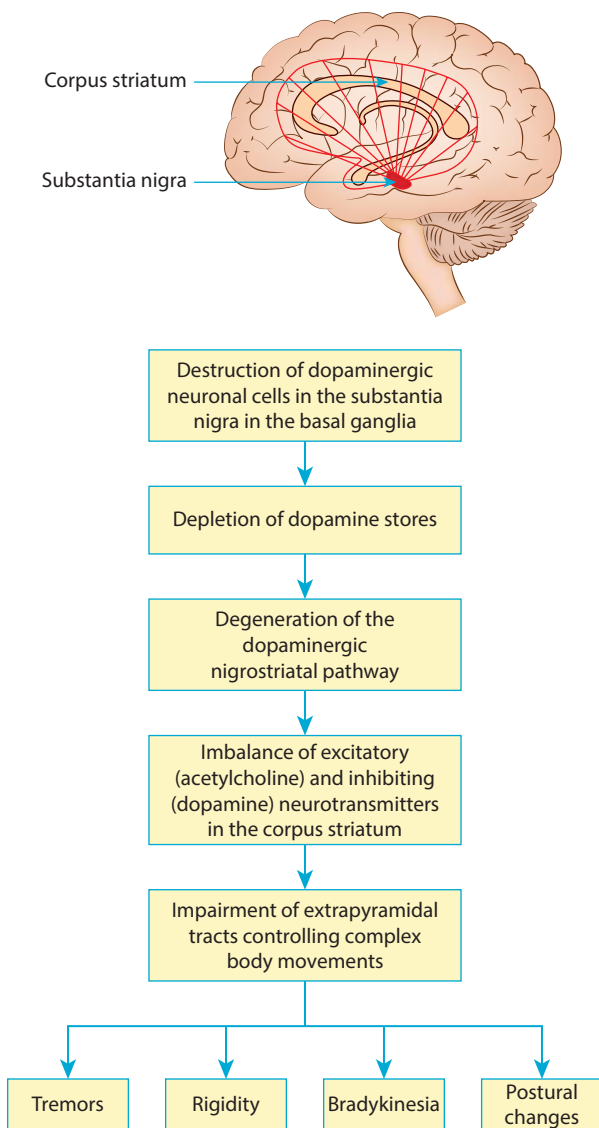 Corpus striatum
Substantia nigra
Destruction of dopaminergic
neuronal cells in the substantia
nigra in the basal ganglia
Depletion of dopamine stores
Degeneration of the
dopaminergic
nigrostriatal pathway
Imbalance of excitatory
(acetylcholine) and inhibiting
(dopamine) neurotransmitters
in the corpus striatum
Impairment of extrapyramidal
tracts controlling complex
body movements
Tremors
Rigidity
Bradykinesia
Postural
changes